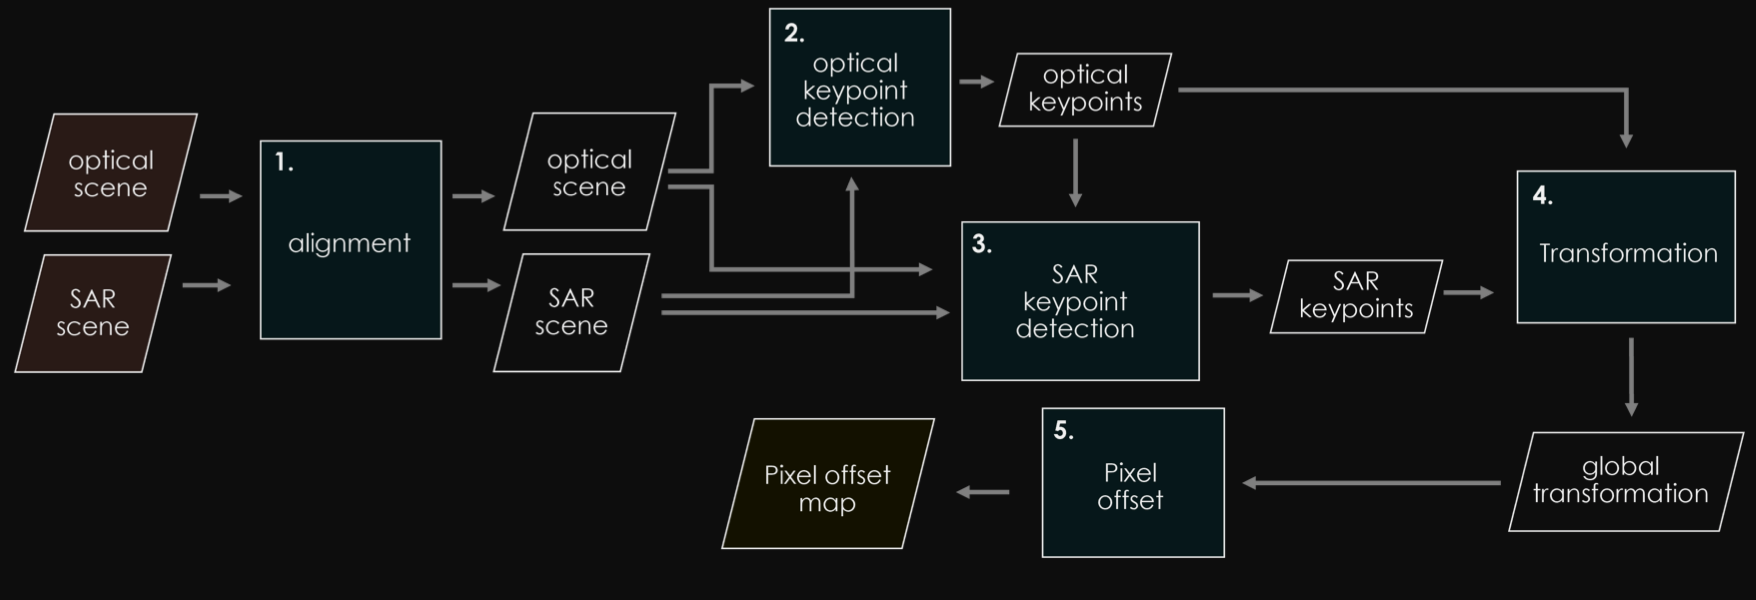 optical
scene
SAR
scene
1.
alignment
optical
scene
SAR
scene
2.
optical
keypoint
detection
optical
keypoints
3.
SAR
keypoint
detection
SAR
keypoints
4.
Transformation
global
transformation
5.
Pixel
offset
Pixel offset
map